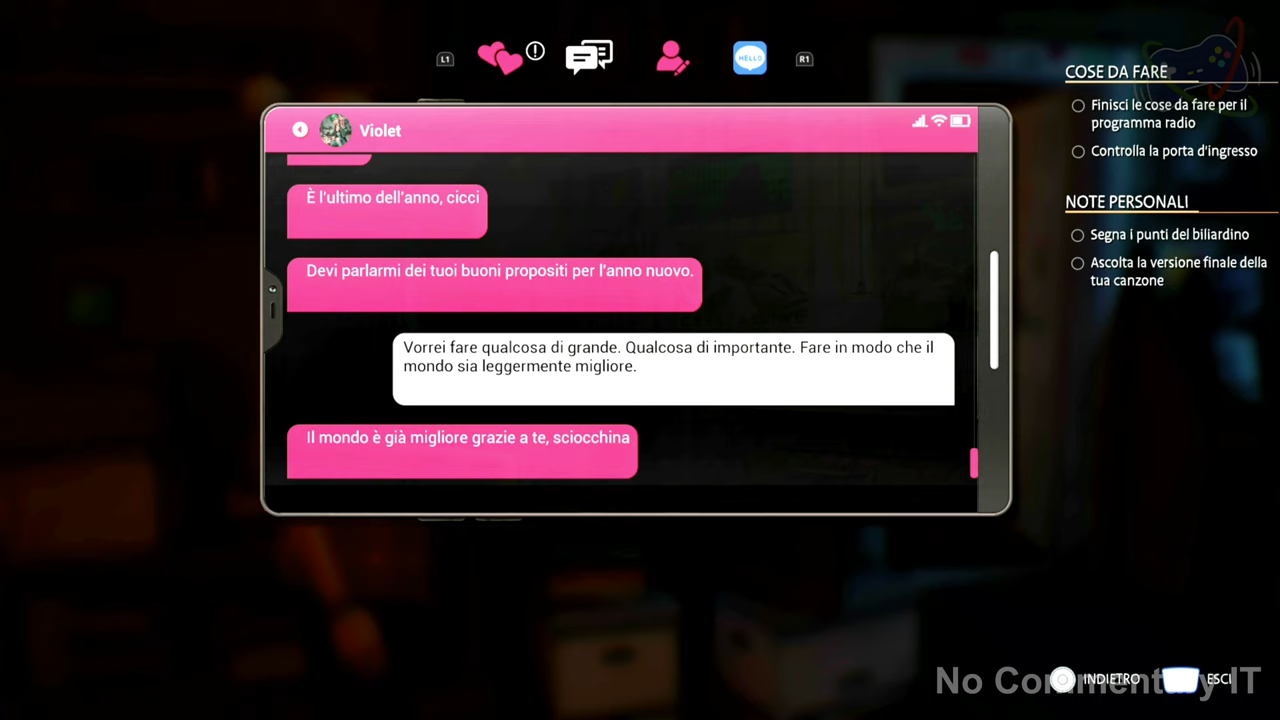 L1
!
HELLO
R1
Violet
È l'ultimo dell'anno, cicci
Devi parlarmi dei tuoi buoni propositi per l'anno nuovo.
Vorrei fare qualcosa di grande. Qualcosa di importante. Fare in modo che il
mondo sia leggermente migliore.
Il mondo è già migliore grazie a te, sciocchina
COSE DA FARE
Finisci le cose da fare per il
programma radio
Controlla la porta d'ingresso
NOTE PERSONALI
Segna i punti del biliardino
Ascolta la versione finale della
tua canzone
INDIETRO
ESCI
No Commentary IT